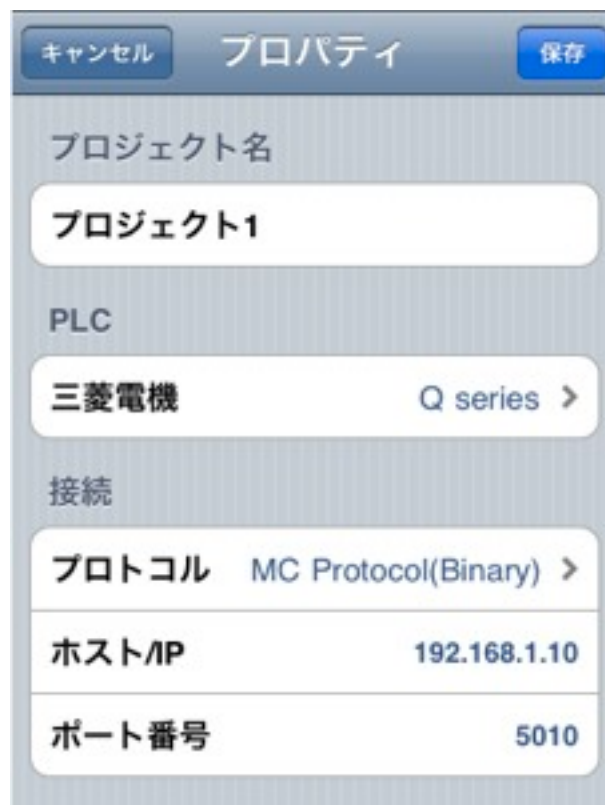 キャンセル プロパティ 保存
プロジェクト名
プロジェクト1
PLC
三菱電機 Q series >
接続
プロトコル MC Protocol(Binary) >
ホスト/IP 192.168.1.10
ポート番号 5010